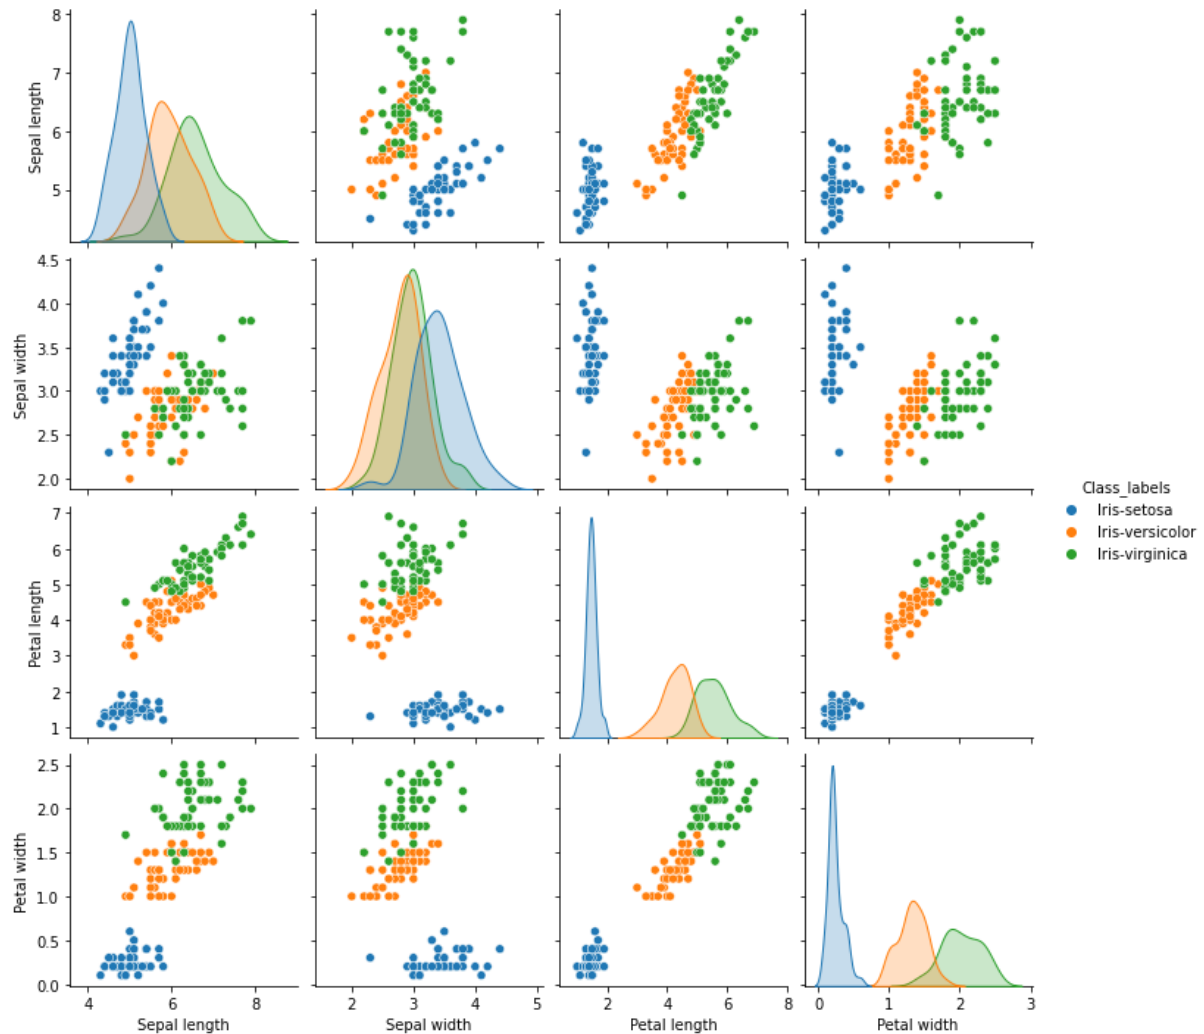 8
7
6
5
Sepal length
4.5
4.0
3.5
3.0
2.5
2.0
Sepal width
Class_labels
Iris-setosa
Iris-versicolor
Iris-virginica
7
6
5
4
3
2
1
Petal length
2.5
2.0
1.5
1.0
0.5
0.0
Petal width
4 6 8
2 3 4 5
2 4 6 8
0 1 2 3
Sepal length
Sepal width
Petal length
Petal width